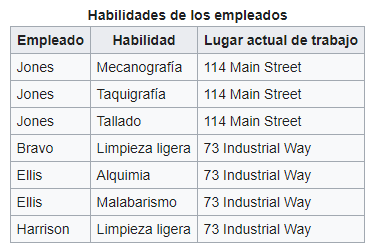 Habilidades de los empleados
Empleado Habilidad Lugar actual de trabajo
Jones Mecanografía 114 Main Street
Jones Taquigrafía 114 Main Street
Jones Tallado 114 Main Street
Bravo Limpieza ligera 73 Industrial Way
Ellis Alquimia 73 Industrial Way
Ellis Malabarismo 73 Industrial Way
Harrison Limpieza ligera 73 Industrial Way